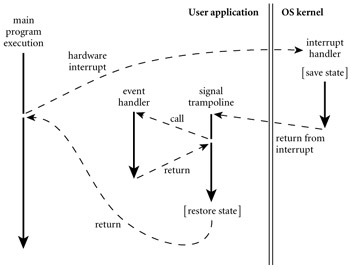 User application
OS kernel
main
program
execution
hardware
interrupt
interrupt
handler
[save state]
event
handler
signal
trampoline
call
return from
interrupt
return
[restore state]
return